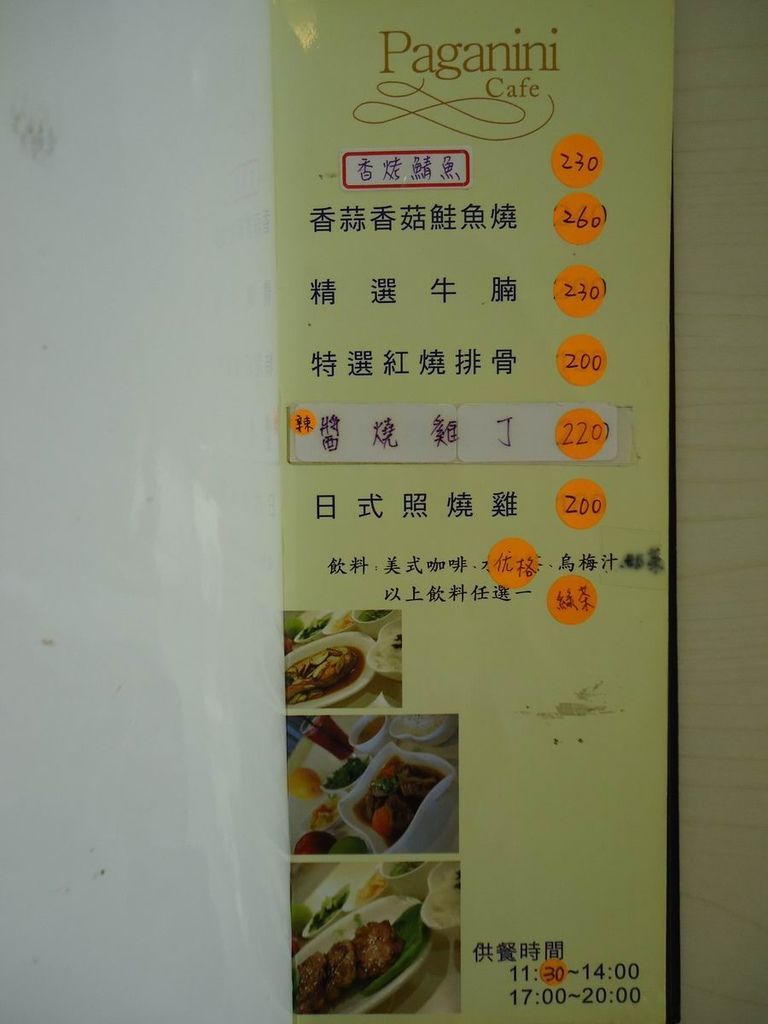 Paganini
Cafe
香烤鯖魚 230
香蒜香菇鮭魚燒 (260)
精選牛腩 (230)
特選紅燒排骨 200
辣 醬燒雞丁 220)
日式照燒雞 200
飲料:美式咖啡、优格、烏梅汁
以上飲料任選一 綠茶
供餐時間
11:30~14:00
17:00~20:00